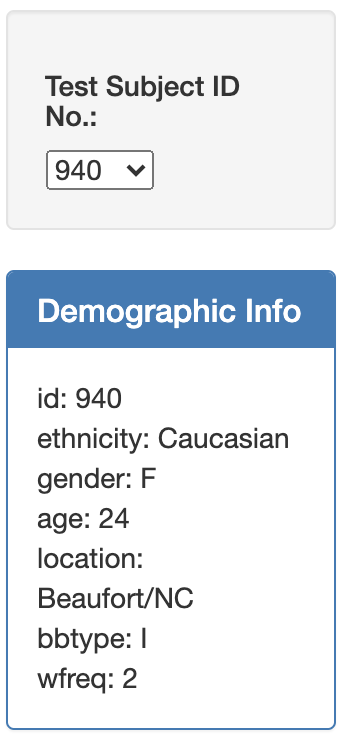 Test Subject ID
No.:
940
Demographic Info
id: 940
ethnicity: Caucasian
gender: F
age: 24
location:
Beaufort/NC
bbtype: I
wfreq: 2